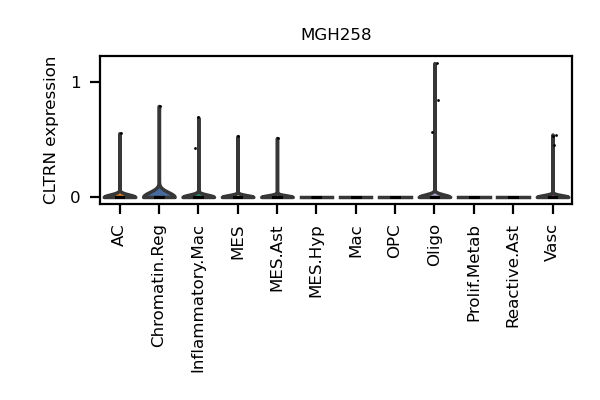 MGH258
CLTRN expression
1
0
AC
Chromatin.Reg
Inflammatory.Mac
MES
MES.Ast
MES.Hyp
Mac
OPC
Oligo
Prolif.Metab
Reactive.Ast
Vasc